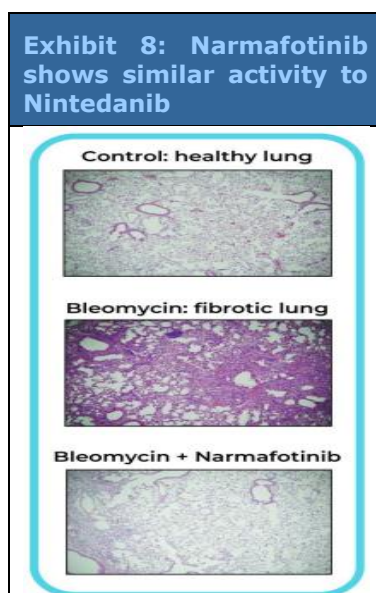 Exhibit 8: Narmafotinib
shows similar activity to
Nintedanib
Control: healthy lung
Bleomycin: fibrotic lung
Bleomycin + Narmafotinib